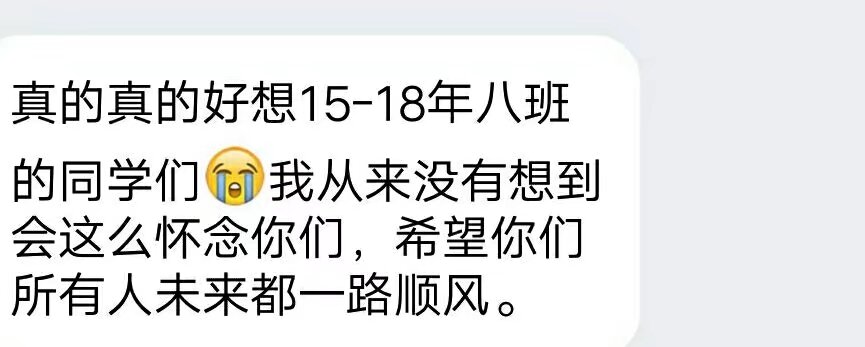 真的真的好想15-18年八班
的同学们😭我从来没有想到
会这么怀念你们，希望你们
所有人未来都一路顺风。